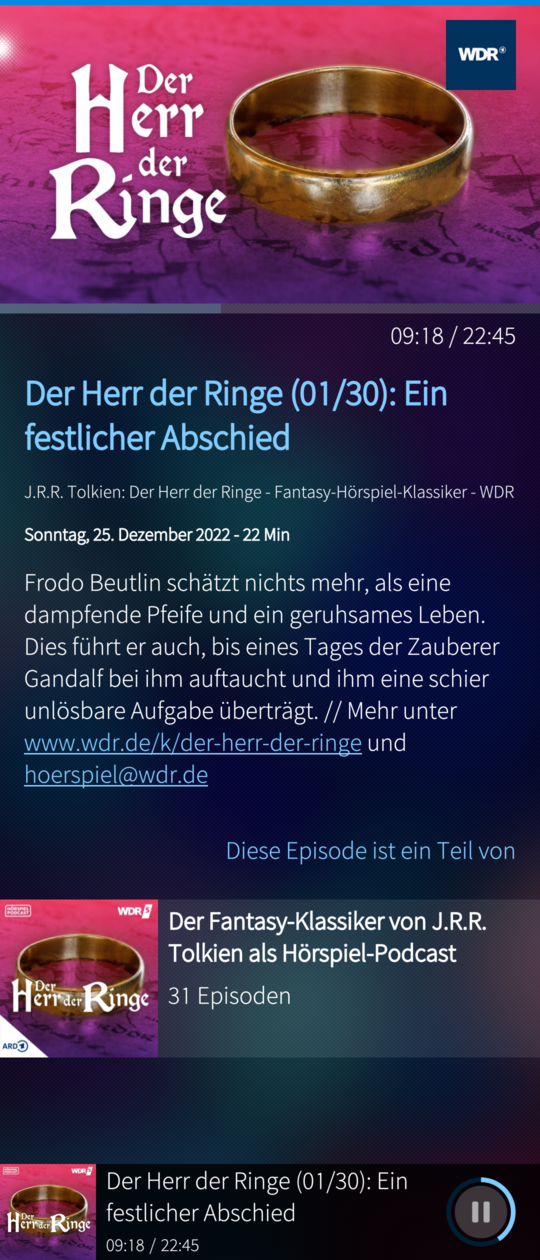 WDR
Der
Herr
der
Ringe
09:18 / 22:45
Der Herr der Ringe (01/30): Ein
festlicher Abschied
J.R.R. Tolkien: Der Herr der Ringe - Fantasy-Hörspiel-Klassiker - WDR
Sonntag, 25. Dezember 2022 - 22 Min
Frodo Beutlin schätzt nichts mehr, als eine
dampfende Pfeife und ein geruhsames Leben.
Dies führt er auch, bis eines Tages der Zauberer
Gandalf bei ihm auftaucht und ihm eine schier
unlösbare Aufgabe überträgt. // Mehr unter
www.wdr.de/k/der-herr-der-ringe und
hoerspiel@wdr.de
Diese Episode ist ein Teil von
HÖRSPIEL
PODCAST
WDR 5
Der
Herr der Ringe
ARD
Der Fantasy-Klassiker von J.R.R.
Tolkien als Hörspiel-Podcast
31 Episoden
WDR
Der
Herr der Ringe
Der Herr der Ringe (01/30): Ein
festlicher Abschied
09:18 / 22:45